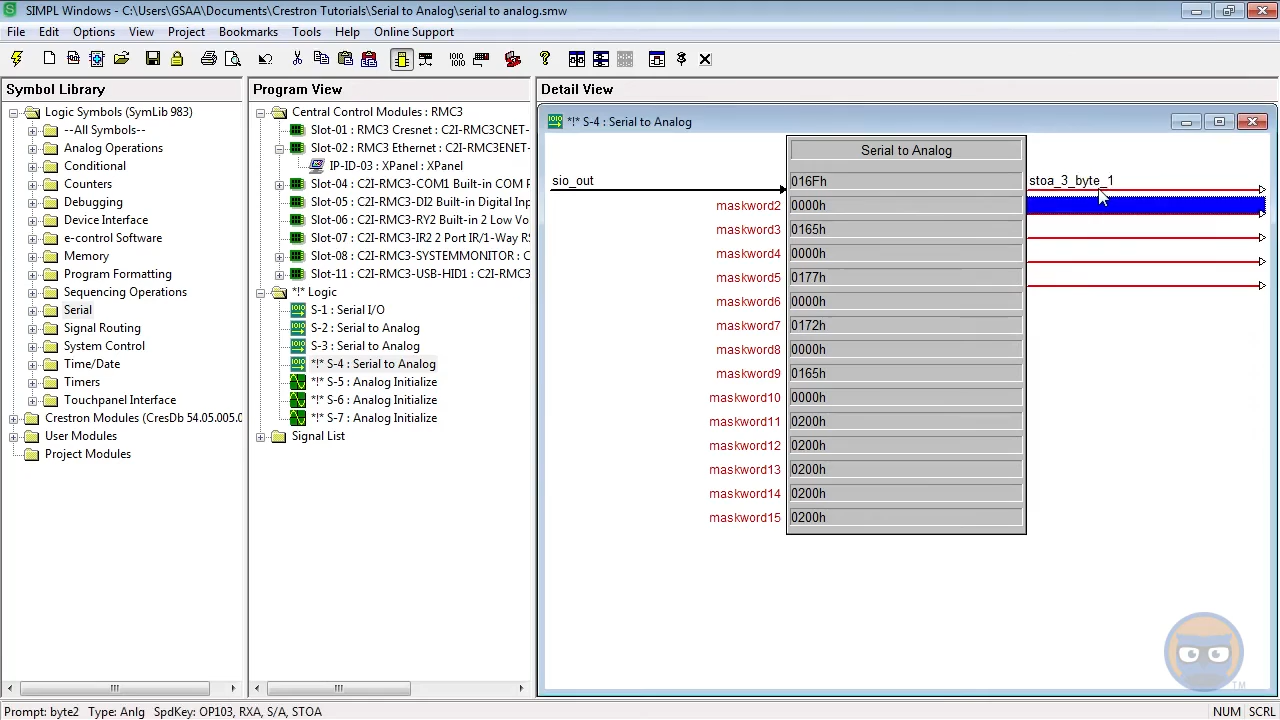 SIMPL Windows - C:\Users\GSAA\Documents\Crestron Tutorials\Serial to Analog\serial to analog.smw
File Edit Options View Project Bookmarks Tools Help Online Support
Symbol Library
Logic Symbols (SymLib 983)
--All Symbols--
Analog Operations
Conditional
Counters
Debugging
Device Interface
e-control Software
Memory
Program Formatting
Sequencing Operations
Serial
Signal Routing
System Control
Time/Date
Timers
Touchpanel Interface
Crestron Modules (CresDb 54.05.005.0
User Modules
Project Modules
Program View
Central Control Modules : RMC3
Slot-01 : RMC3 Cresnet : C2I-RMC3CNET-
Slot-02 : RMC3 Ethernet : C2I-RMC3ENET-
IP-ID-03 : XPanel : XPanel
Slot-04 : C2I-RMC3-COM1 Built-in COM P
Slot-05 : C2I-RMC3-DI2 Built-in Digital Inp
Slot-06 : C2I-RMC3-RY2 Built-in 2 Low Vo
Slot-07 : C2I-RMC3-IR2 2 Port IR/1-Way RS
Slot-08 : C2I-RMC3-SYSTEMMONITOR : C
Slot-11 : C2I-RMC3-USB-HID1 : C2I-RMC3
*!* Logic
S-1 : Serial I/O
S-2 : Serial to Analog
S-3 : Serial to Analog
*!* S-4 : Serial to Analog
*!* S-5 : Analog Initialize
*!* S-6 : Analog Initialize
*!* S-7 : Analog Initialize
Signal List
Detail View
*!* S-4 : Serial to Analog
Serial to Analog
sio_out 016Fh stoa_3_byte_1
maskword2 0000h
maskword3 0165h
maskword4 0000h
maskword5 0177h
maskword6 0000h
maskword7 0172h
maskword8 0000h
maskword9 0165h
maskword10 0000h
maskword11 0200h
maskword12 0200h
maskword13 0200h
maskword14 0200h
maskword15 0200h
TM
Prompt: byte2 Type: Anlg SpdKey: OP103, RXA, S/A, STOA
NUM SCRL